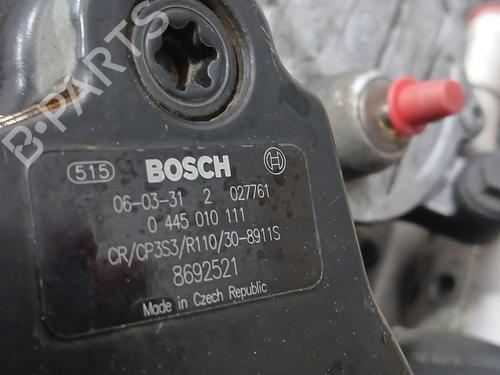 B-PARTS
515 BOSCH
06-03-31 2 027761
0 445 010 111
CR/CP3S3/R110/30-8911S
8692521
Made in Czech Republic